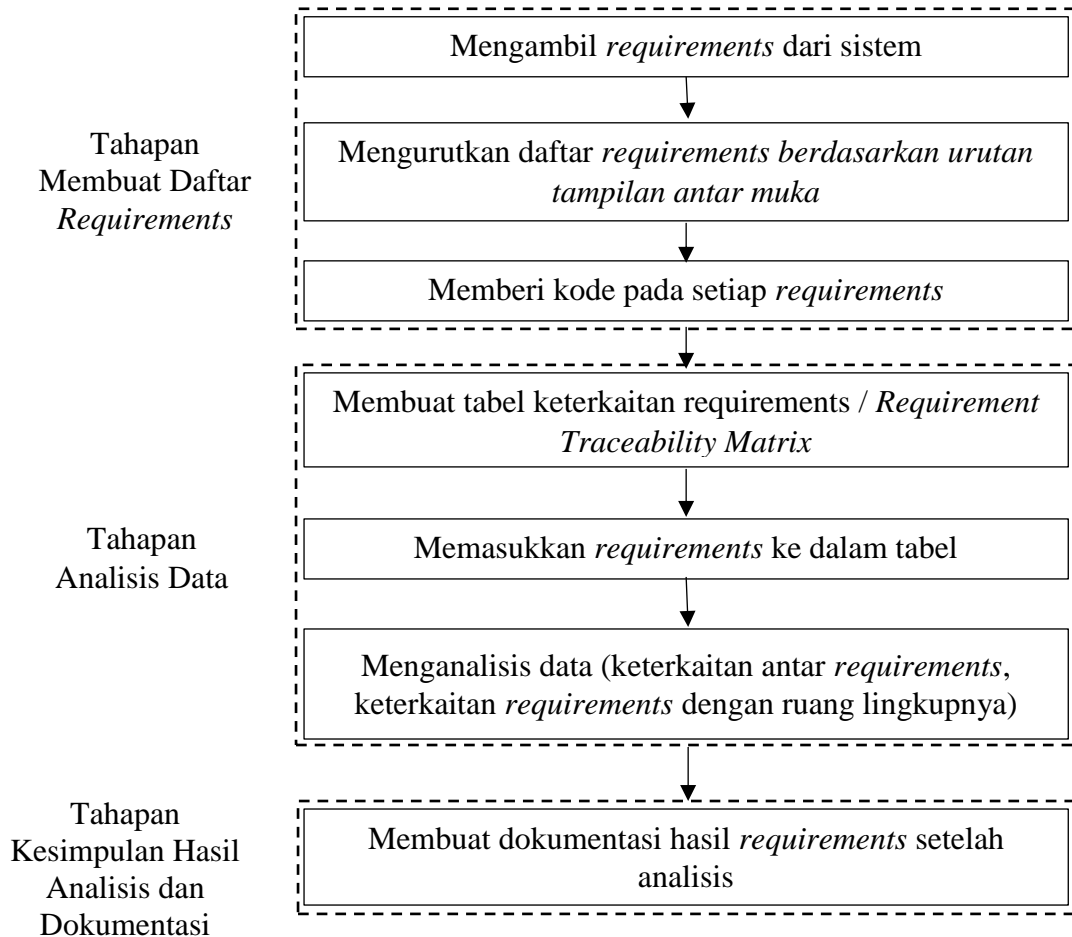 Mengambil requirements dari sistem
Tahapan
Membuat Daftar
Requirements
Mengurutkan daftar requirements berdasarkan urutan
tampilan antar muka
Memberi kode pada setiap requirements
Membuat tabel keterkaitan requirements / Requirement
Traceability Matrix
Tahapan
Analisis Data
Memasukkan requirements ke dalam tabel
Menganalisis data (keterkaitan antar requirements,
keterkaitan requirements dengan ruang lingkupnya)
Tahapan
Kesimpulan Hasil
Analisis dan
Dokumentasi
Membuat dokumentasi hasil requirements setelah
analisis